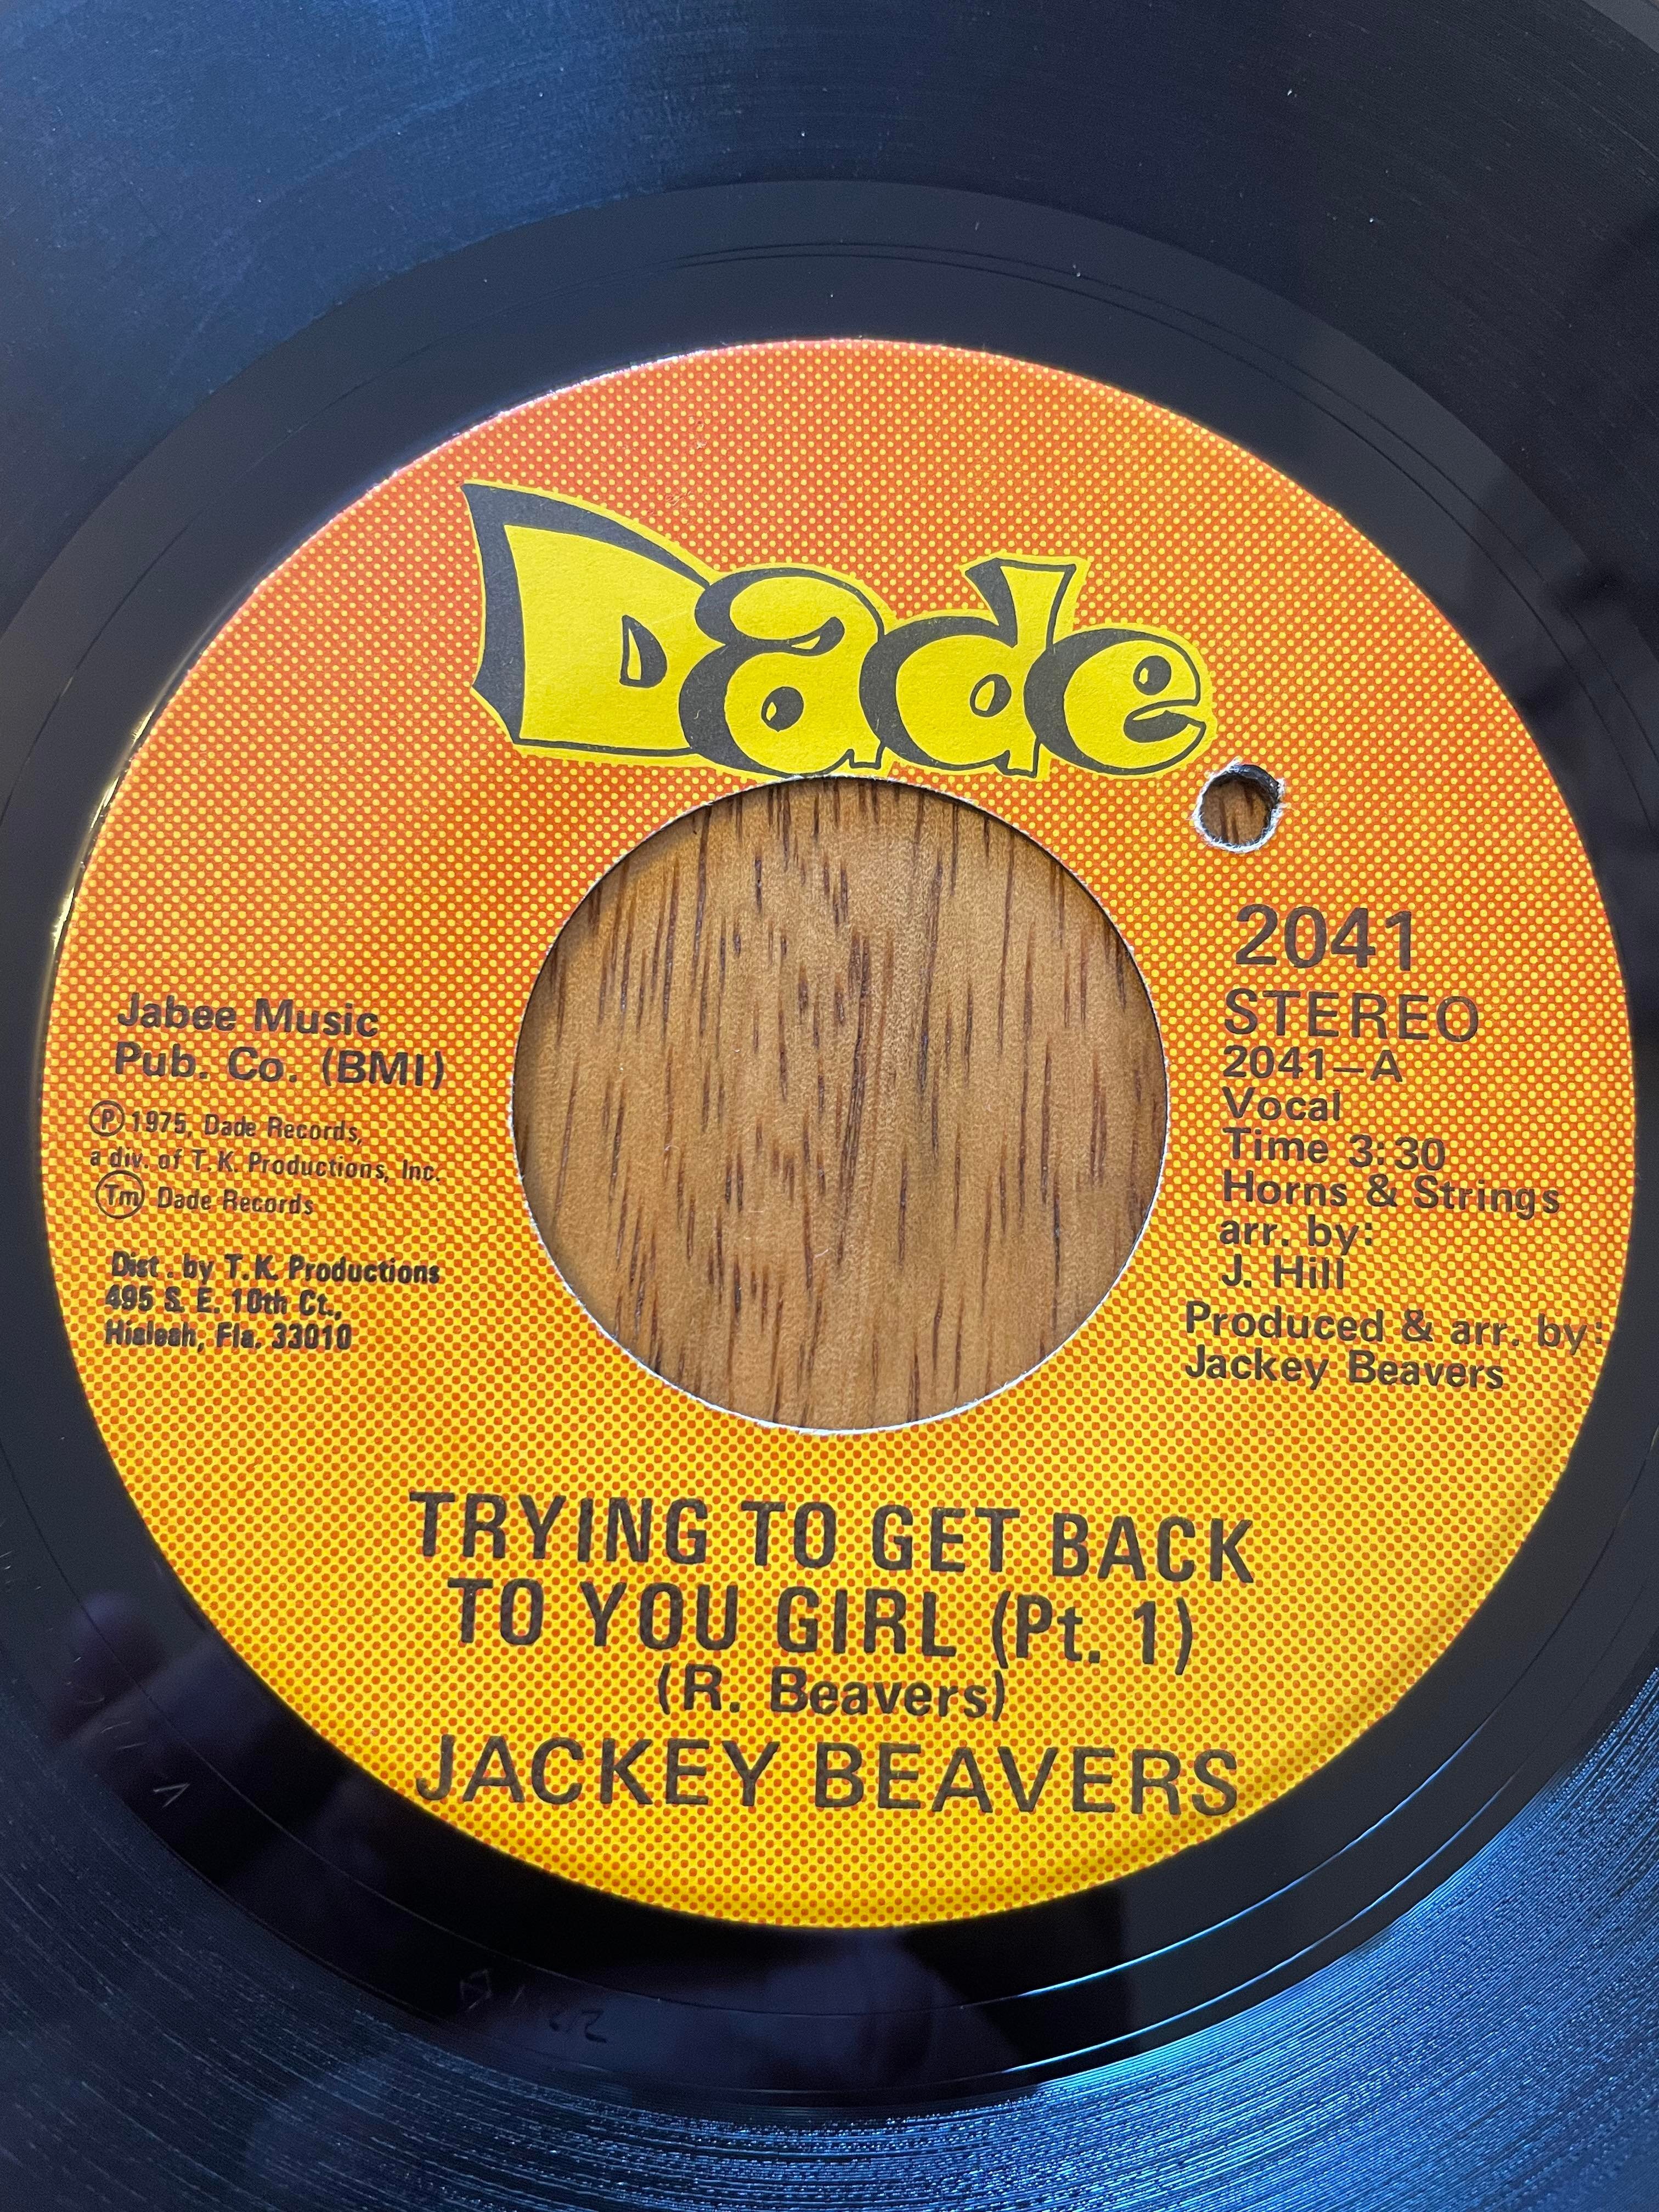 Dade
2041
STEREO
2041-A
Vocal
Time 3:30
Horns & Strings
arr. by:
J. Hill
Produced & arr. by:
Jackey Beavers
Jabee Music
Pub. Co. (BMI)
Ⓟ 1975, Dade Records,
a div. of T. K. Productions, Inc.
Tm Dade Records
Dist. by T. K. Productions
495 S. E. 10th Ct.,
Hialeah, Fla. 33010
TRYING TO GET BACK
TO YOU GIRL (Pt. 1)
(R. Beavers)
JACKEY BEAVERS